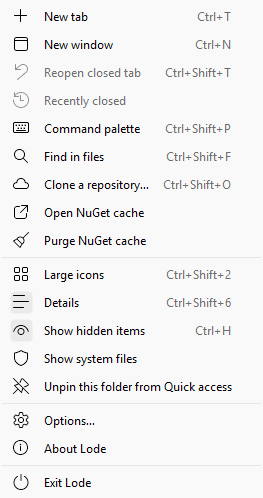 New tab Ctrl+T
New window Ctrl+N
Reopen closed tab Ctrl+Shift+T
Recently closed
Command palette Ctrl+Shift+P
Find in files Ctrl+Shift+F
Clone a repository... Ctrl+Shift+O
Open NuGet cache
Purge NuGet cache
Large icons Ctrl+Shift+2
Details Ctrl+Shift+6
Show hidden items Ctrl+H
Show system files
Unpin this folder from Quick access
Options...
About Lode
Exit Lode